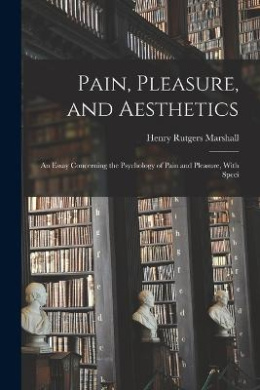 Pain, Pleasure, and
Aesthetics
Henry Rutgers Marshall
An Essay Concerning the Psychology of Pain and Pleasure, With
Speci